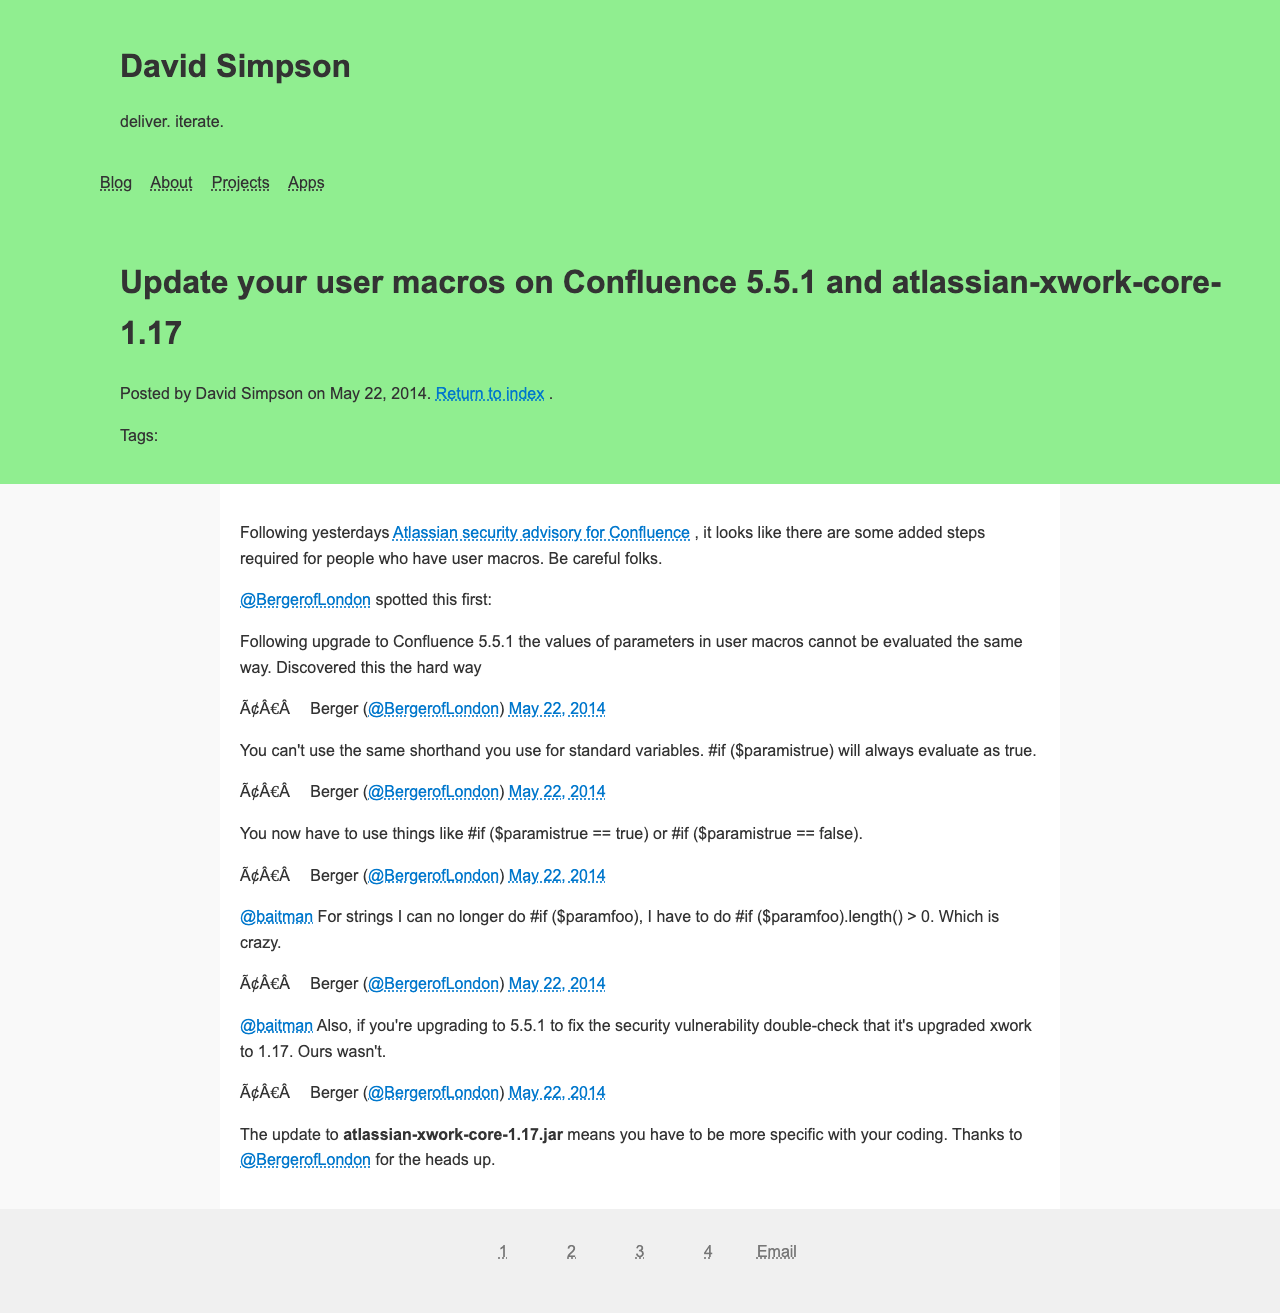 David Simpson
deliver. iterate.
Blog About Projects Apps
Update your user macros on Confluence 5.5.1 and atlassian-xwork-core-
1.17
Posted by David Simpson on May 22, 2014. Return to index .
Tags:
Following yesterdays Atlassian security advisory for Confluence , it looks like there are some added steps
required for people who have user macros. Be careful folks.
@BergerofLondon spotted this first:
Following upgrade to Confluence 5.5.1 the values of parameters in user macros cannot be evaluated the same
way. Discovered this the hard way
Ã¢Â€Â Berger (@BergerofLondon) May 22, 2014
You can't use the same shorthand you use for standard variables. #if ($paramistrue) will always evaluate as true.
Ã¢Â€Â Berger (@BergerofLondon) May 22, 2014
You now have to use things like #if ($paramistrue == true) or #if ($paramistrue == false).
Ã¢Â€Â Berger (@BergerofLondon) May 22, 2014
@baitman For strings I can no longer do #if ($paramfoo), I have to do #if ($paramfoo).length() > 0. Which is
crazy.
Ã¢Â€Â Berger (@BergerofLondon) May 22, 2014
@baitman Also, if you're upgrading to 5.5.1 to fix the security vulnerability double-check that it's upgraded xwork
to 1.17. Ours wasn't.
Ã¢Â€Â Berger (@BergerofLondon) May 22, 2014
The update to atlassian-xwork-core-1.17.jar means you have to be more specific with your coding. Thanks to
@BergerofLondon for the heads up.
1 2 3 4 Email